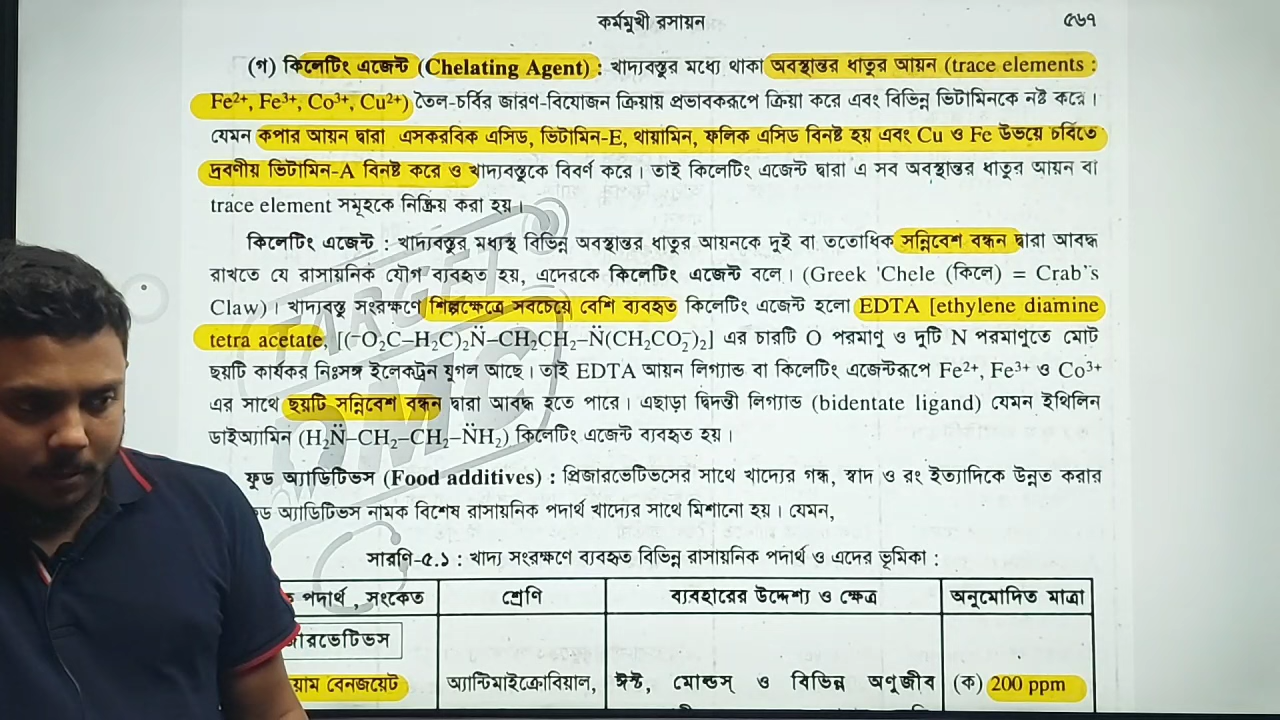 কর্মমুখী রসায়ন ৫৬৭
(গ) কিলেটিং এজেন্ট (Chelating Agent) : খাদ্যবস্তুর মধ্যে থাকা অবস্থান্তর ধাতুর আয়ন (trace elements :
Fe²⁺, Fe³⁺, Co³⁺, Cu²⁺) তৈল-চর্বির জারণ-বিযোজন ক্রিয়ায় প্রভাবকরূপে ক্রিয়া করে এবং বিভিন্ন ভিটামিনকে নষ্ট করে।
যেমন কপার আয়ন দ্বারা এসকরবিক এসিড, ভিটামিন-E, থায়ামিন, ফলিক এসিড বিনষ্ট হয় এবং Cu ও Fe উভয়ে চর্বিতে
দ্রবণীয় ভিটামিন-A বিনষ্ট করে ও খাদ্যবস্তুকে বিবর্ণ করে। তাই কিলেটিং এজেন্ট দ্বারা এ সব অবস্থান্তর ধাতুর আয়ন বা
trace element সমূহকে নিষ্ক্রিয় করা হয়।
কিলেটিং এজেন্ট : খাদ্যবস্তুর মধ্যস্থ বিভিন্ন অবস্থান্তর ধাতুর আয়নকে দুই বা ততোধিক সন্নিবেশ বন্ধন দ্বারা আবদ্ধ
রাখতে যে রাসায়নিক যৌগ ব্যবহৃত হয়, এদেরকে কিলেটিং এজেন্ট বলে। (Greek 'Chele (কিলে) = Crab's
Claw)। খাদ্যবস্তু সংরক্ষণে শিল্পক্ষেত্রে সবচেয়ে বেশি ব্যবহৃত কিলেটিং এজেন্ট হলো EDTA [ethylene diamine
tetra acetate, [(⁻O₂C–H₂C)₂N̈–CH₂CH₂–N̈(CH₂CO₂⁻)₂] এর চারটি O পরমাণু ও দুটি N পরমাণুতে মোট
ছয়টি কার্যকর নিঃসঙ্গ ইলেকট্রন যুগল আছে। তাই EDTA আয়ন লিগ্যান্ড বা কিলেটিং এজেন্টরূপে Fe²⁺, Fe³⁺ ও Co³⁺
এর সাথে ছয়টি সন্নিবেশ বন্ধন দ্বারা আবদ্ধ হতে পারে। এছাড়া দ্বিদন্তী লিগ্যান্ড (bidentate ligand) যেমন ইথিলিন
ডাইঅ্যামিন (H₂N̈–CH₂–CH₂–N̈H₂) কিলেটিং এজেন্ট ব্যবহৃত হয়।
ফুড অ্যাডিটিভস (Food additives) : প্রিজারভেটিভসের সাথে খাদ্যের গন্ধ, স্বাদ ও রং ইত্যাদিকে উন্নত করার
ড অ্যাডিটিভস নামক বিশেষ রাসায়নিক পদার্থ খাদ্যের সাথে মিশানো হয়। যেমন,
সারণি-৫.১ : খাদ্য সংরক্ষণে ব্যবহৃত বিভিন্ন রাসায়নিক পদার্থ ও এদের ভূমিকা :
পদার্থ, সংকেত শ্রেণি ব্যবহারের উদ্দেশ্য ও ক্ষেত্র অনুমোদিত মাত্রা
জারভেটিভস
য়াম বেনজয়েট অ্যান্টিমাইক্রোবিয়াল, ঈস্ট, মোল্ডস্ ও বিভিন্ন অণুজীব (ক) 200 ppm